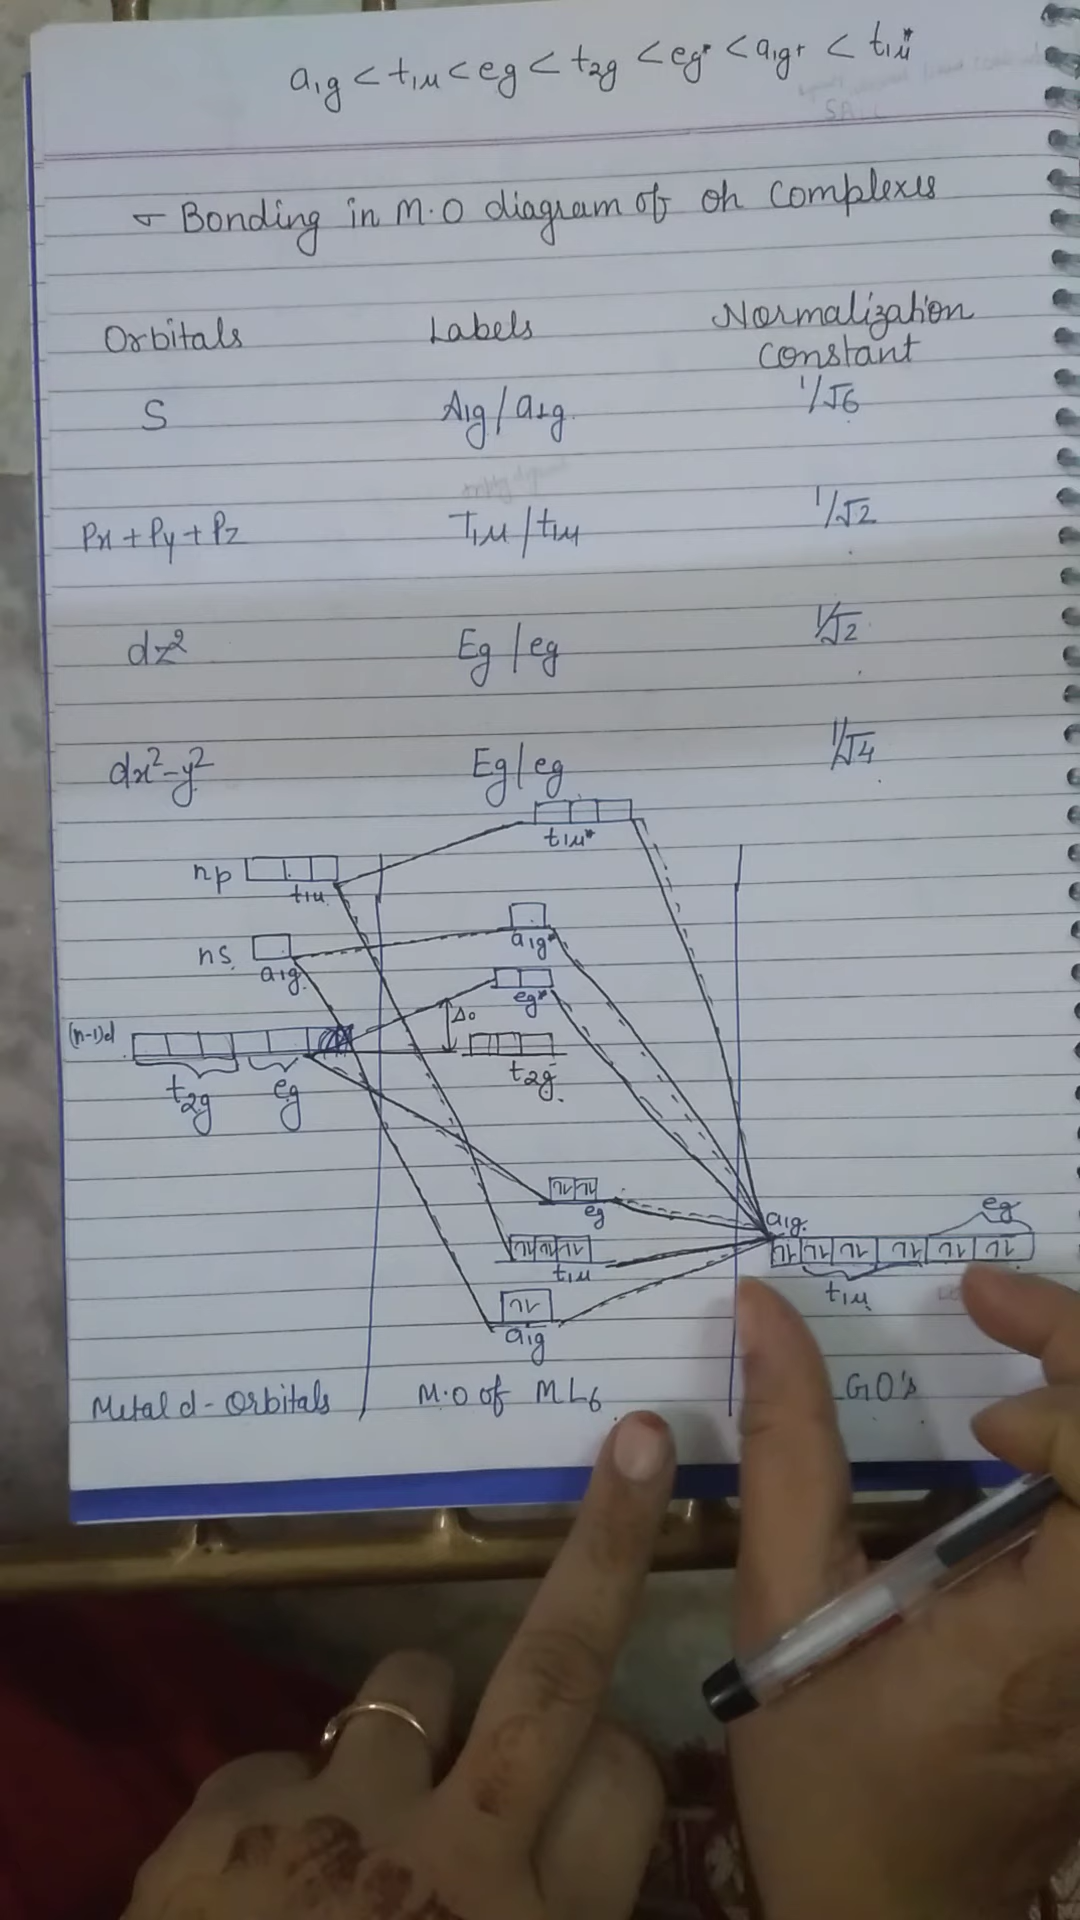 a1g < t1u < eg < t2g < eg* < a1g* < t1u*
SAIL
σ - Bonding in M.O diagram of oh Complexes
Orbitals Labels Normalization constant
S A1g/a1g 1/√6
Px + Py + Pz T1u/t1u 1/√2
dz² Eg/eg 1/√2
dx²-y² Eg/eg 1/√4
t1u*
np
t1u
ns
a1g
a1g*
eg*
Δo
(n-1)d
t2g eg
t2g
eg
a1g
eg
t1u
t1u
a1g
Metal d-Orbitals M.O of ML6 LGO's